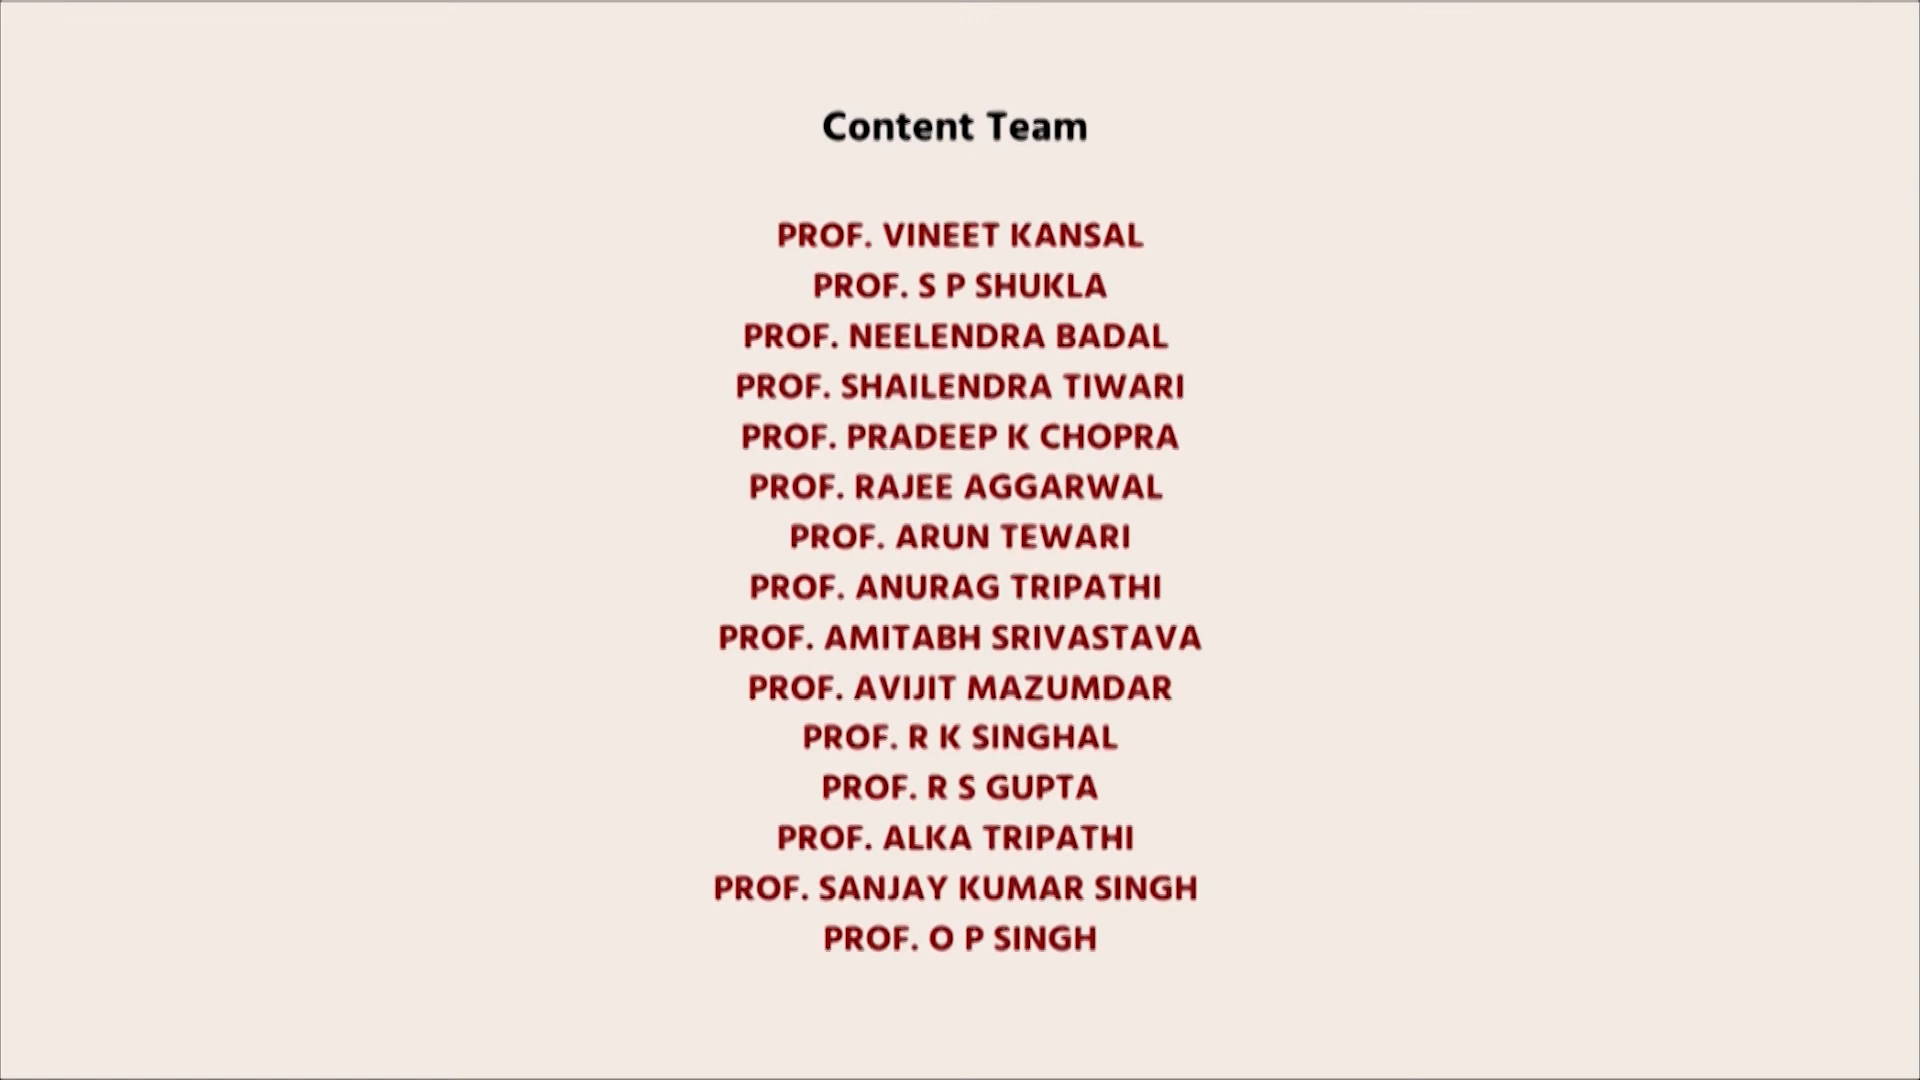 Content Team
PROF. VINEET KANSAL
PROF. S P SHUKLA
PROF. NEELENDRA BADAL
PROF. SHAILENDRA TIWARI
PROF. PRADEEP K CHOPRA
PROF. RAJEE AGGARWAL
PROF. ARUN TEWARI
PROF. ANURAG TRIPATHI
PROF. AMITABH SRIVASTAVA
PROF. AVIJIT MAZUMDAR
PROF. R K SINGHAL
PROF. R S GUPTA
PROF. ALKA TRIPATHI
PROF. SANJAY KUMAR SINGH
PROF. O P SINGH